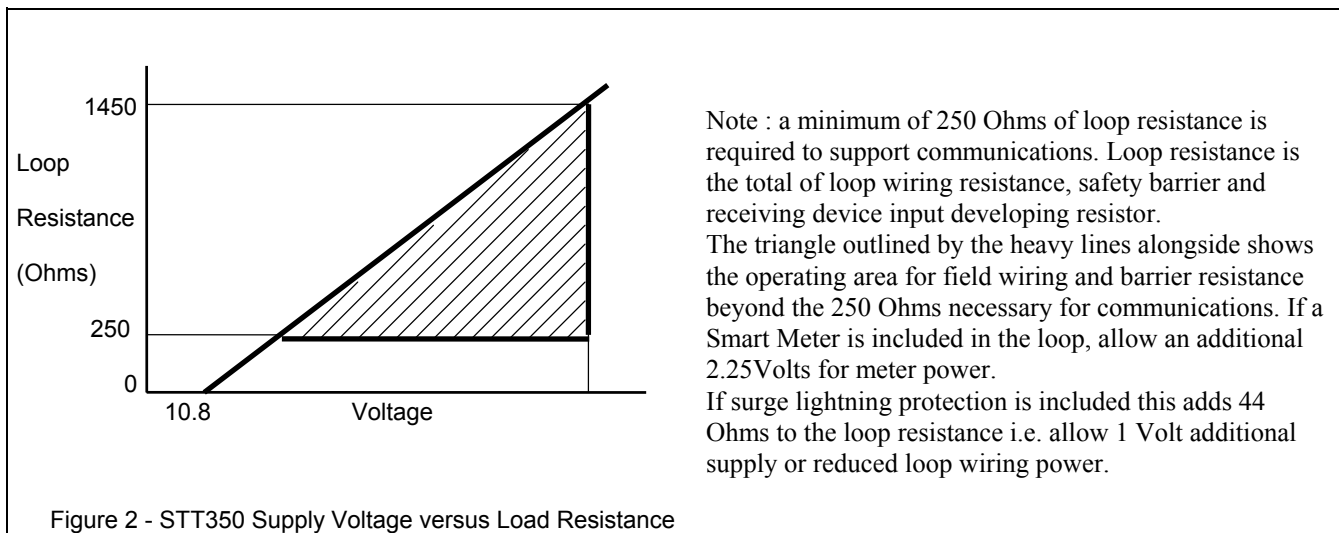 1450
Loop
Resistance
(Ohms)
250
0
10.8
Voltage
Note : a minimum of 250 Ohms of loop resistance is
required to support communications. Loop resistance is
the total of loop wiring resistance, safety barrier and
receiving device input developing resistor.
The triangle outlined by the heavy lines alongside shows
the operating area for field wiring and barrier resistance
beyond the 250 Ohms necessary for communications. If a
Smart Meter is included in the loop, allow an additional
2.25Volts for meter power.
If surge lightning protection is included this adds 44
Ohms to the loop resistance i.e. allow 1 Volt additional
supply or reduced loop wiring power.
Figure 2 - STT350 Supply Voltage versus Load Resistance